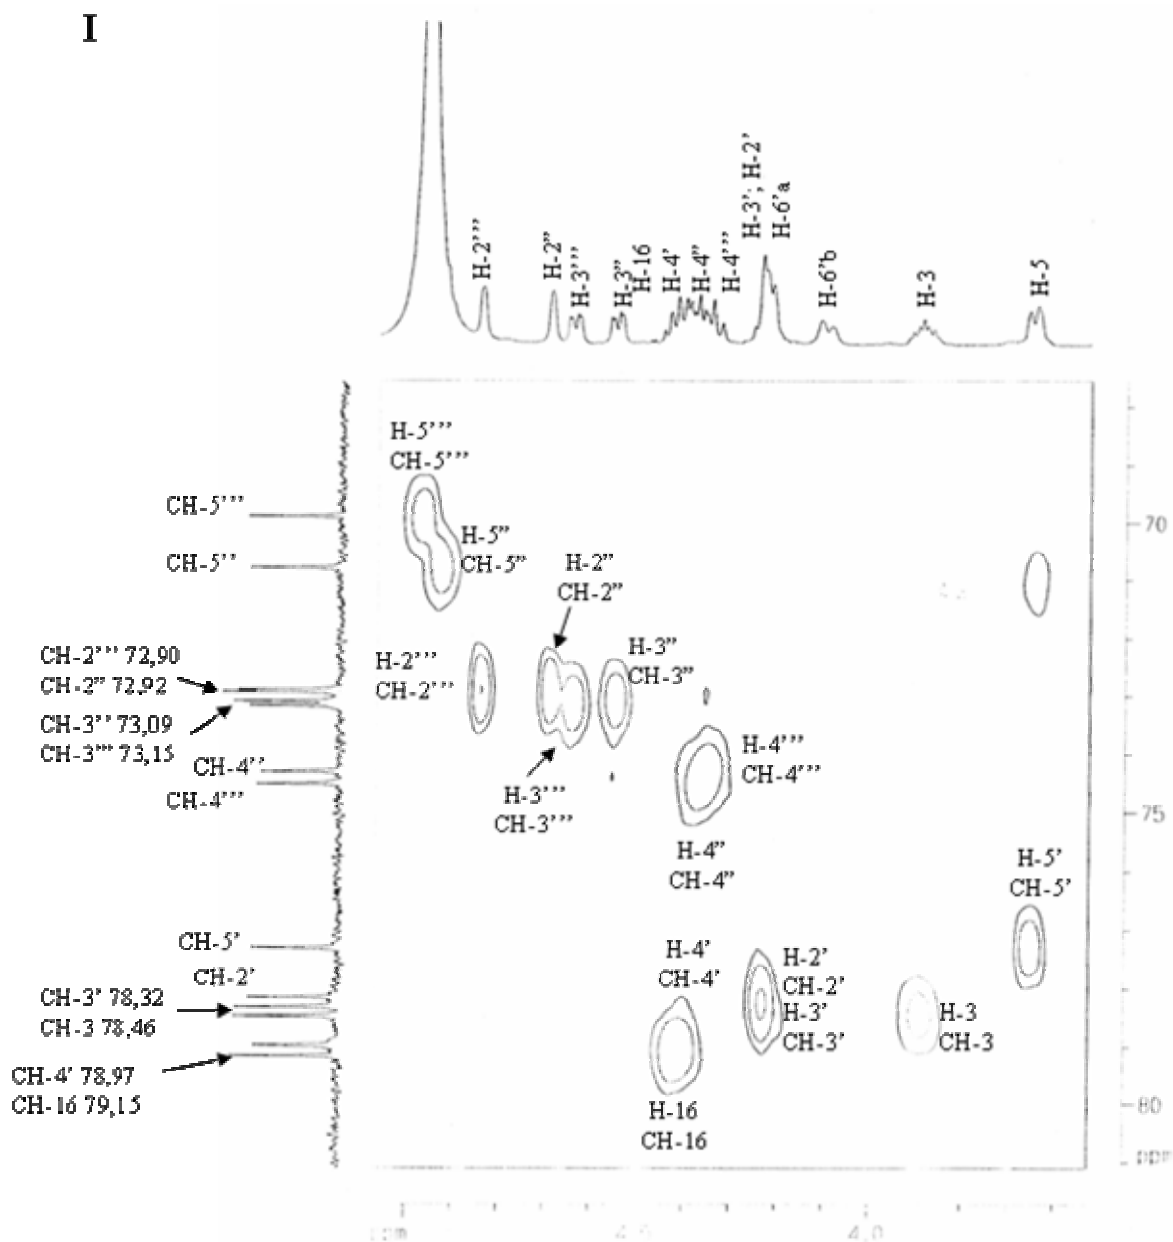 I
H-2'''
H-2''
H-3'''
H-3''
H-16
H-4'
H-4''
H-4'''
H-3'; H-2'
H-6'a
H-6'b
H-3
H-5
H-5'''
CH-5'''
H-5''
CH-5''
H-2''
CH-2''
H-2'''
CH-2'''
H-3''
CH-3''
H-3'''
CH-3'''
H-4'''
CH-4'''
H-4''
CH-4''
H-5'
CH-5'
H-4'
CH-4'
H-2'
CH-2'
H-3'
CH-3'
H-3
CH-3
H-16
CH-16
CH-5'''
CH-5''
CH-2''' 72,90
CH-2'' 72,92
CH-3'' 73,09
CH-3''' 73,15
CH-4''
CH-4'''
CH-5'
CH-2'
CH-3' 78,32
CH-3 78,46
CH-4' 78,97
CH-16 79,15
70
75
80
ppm
ppm
4.0